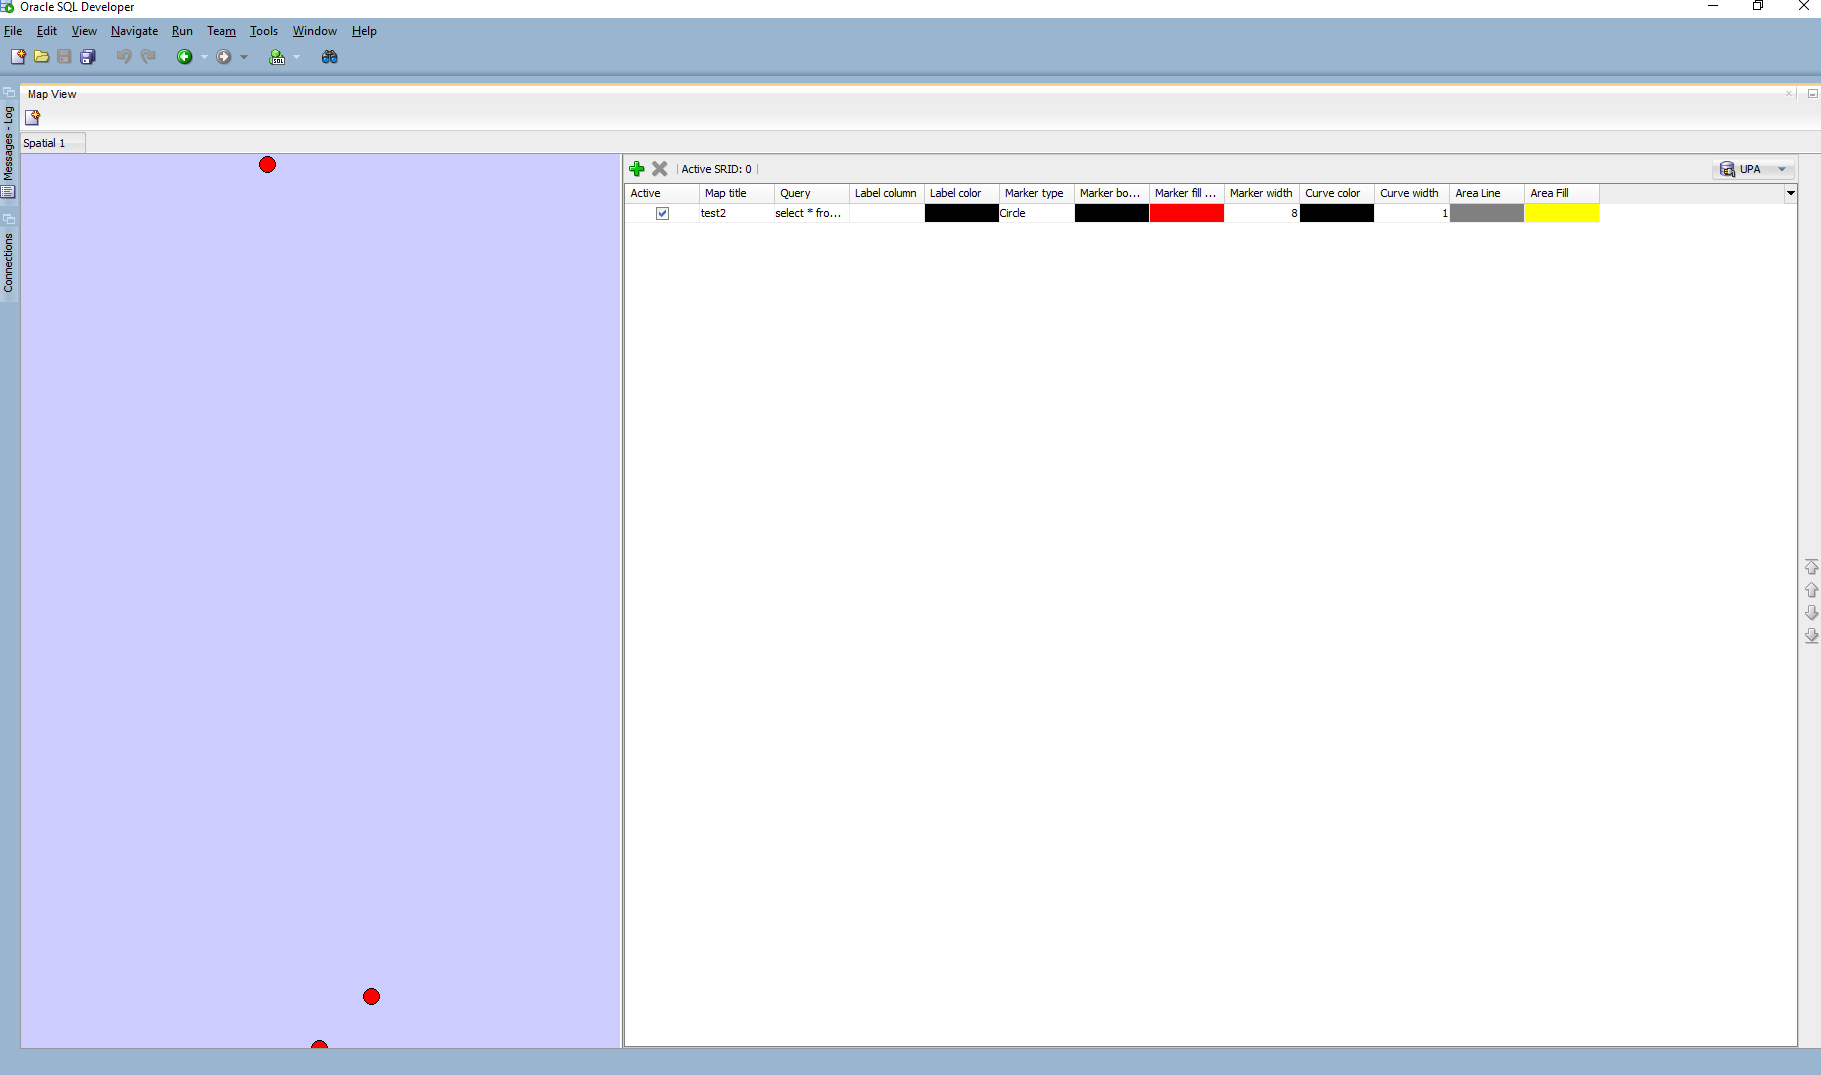 Oracle SQL Developer
File Edit View Navigate Run Team Tools Window Help
SQL
Map View
Messages - Log
Spatial 1
Connections
Active SRID: 0
UPA
Active Map title Query Label column Label color Marker type Marker bo... Marker fill ... Marker width Curve color Curve width Area Line Area Fill
test2 select * fro... Circle 8 1